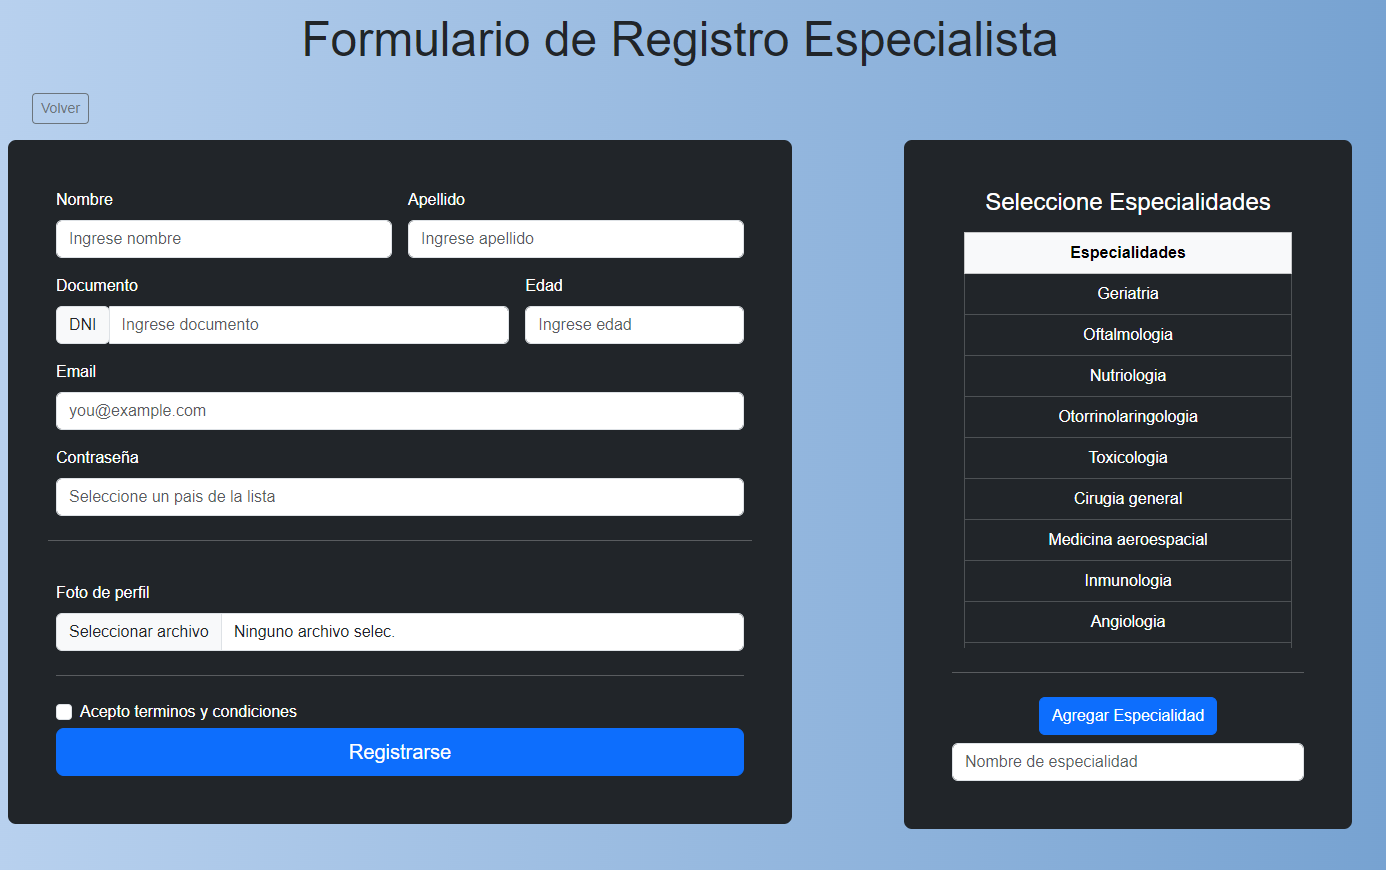 Formulario de Registro Especialista
Volver
Nombre
Apellido
Ingrese nombre
Ingrese apellido
Documento
Edad
DNI
Ingrese documento
Ingrese edad
Email
you@example.com
Contraseña
Seleccione un pais de la lista
Foto de perfil
Seleccionar archivo
Ninguno archivo selec.
Acepto terminos y condiciones
Registrarse
Seleccione Especialidades
Especialidades
Geriatria
Oftalmologia
Nutriologia
Otorrinolaringologia
Toxicologia
Cirugia general
Medicina aeroespacial
Inmunologia
Angiologia
Agregar Especialidad
Nombre de especialidad